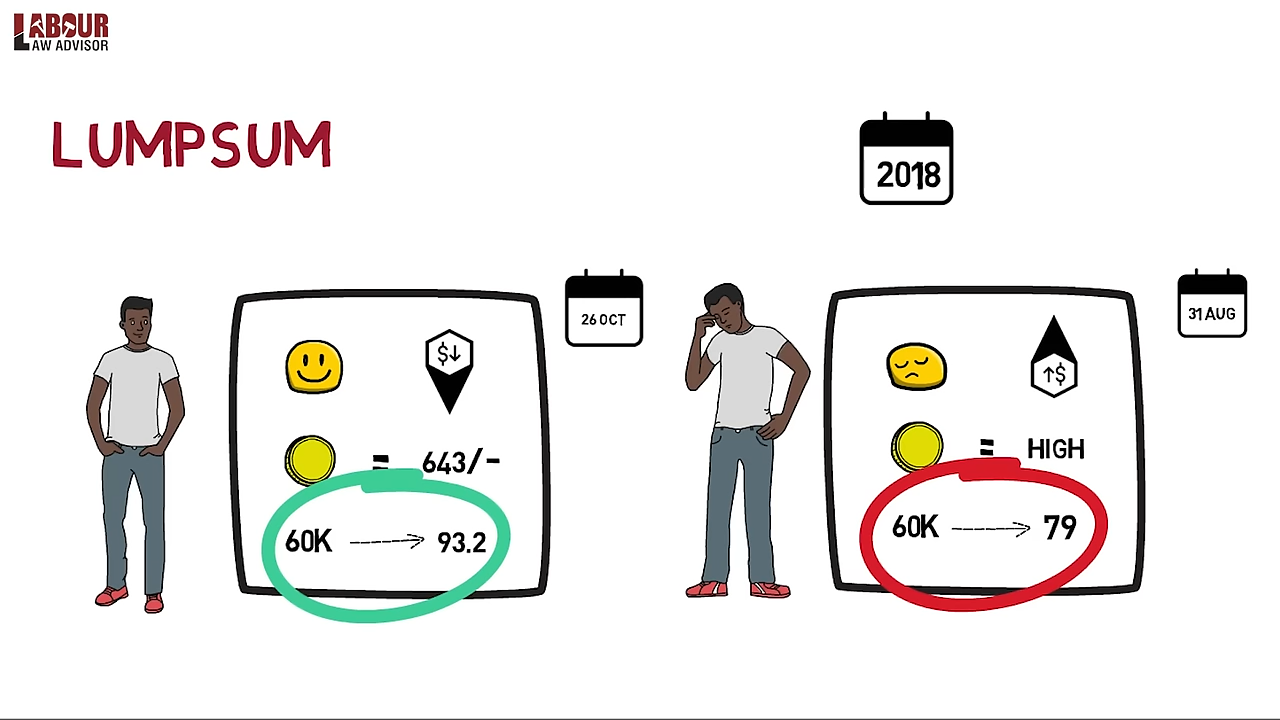 LABOUR
LAW ADVISOR
LUMPSUM
2018
26 OCT
$↓
= 643/-
60K → 93.2
31 AUG
↑$
= HIGH
60K → 79